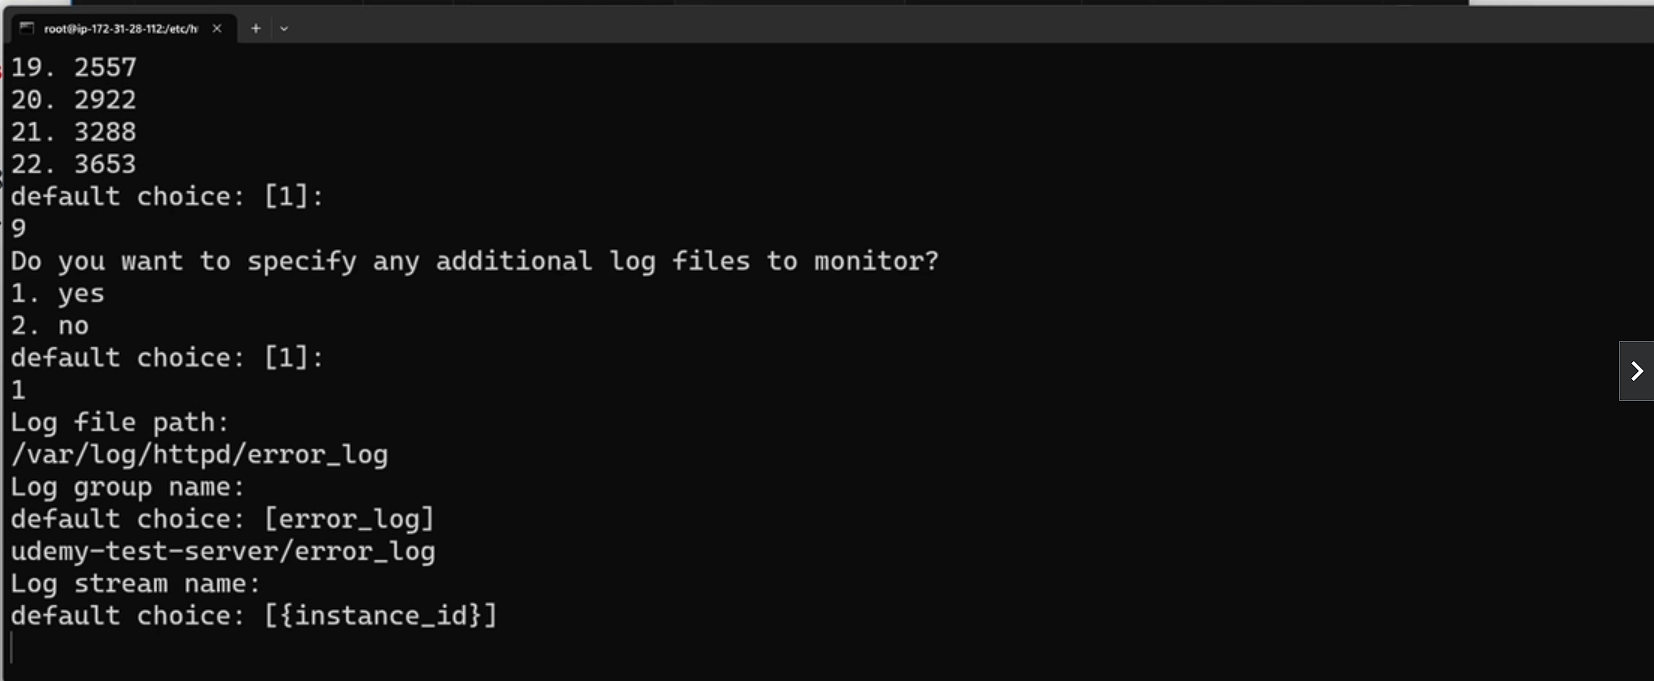 root@ip-172-31-28-112:/etc/h
19. 2557
20. 2922
21. 3288
22. 3653
default choice: [1]:
9
Do you want to specify any additional log files to monitor?
1. yes
2. no
default choice: [1]:
1
Log file path:
/var/log/httpd/error_log
Log group name:
default choice: [error_log]
udemy-test-server/error_log
Log stream name:
default choice: [{instance_id}]